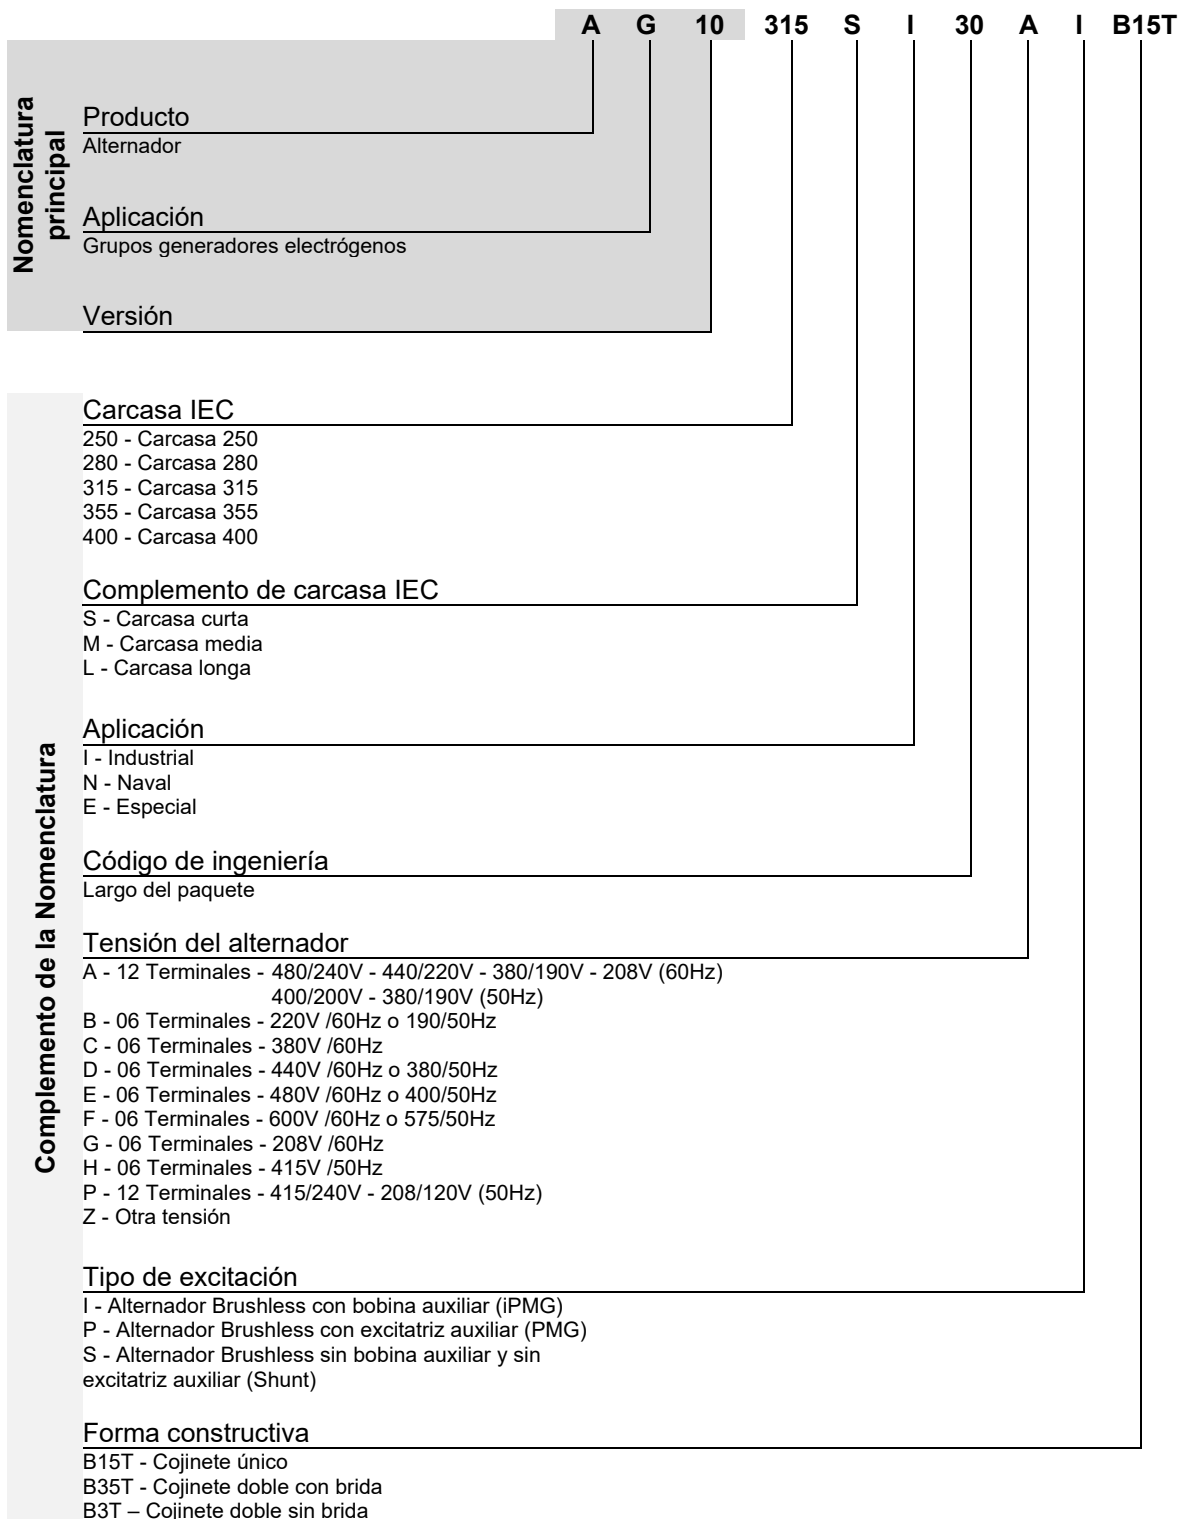 A G 10 315 S I 30 A I B15T
Nomenclatura
principal
Producto
Alternador
Aplicación
Grupos generadores electrógenos
Versión
Complemento de la Nomenclatura
Carcasa IEC
250 - Carcasa 250
280 - Carcasa 280
315 - Carcasa 315
355 - Carcasa 355
400 - Carcasa 400
Complemento de carcasa IEC
S - Carcasa curta
M - Carcasa media
L - Carcasa longa
Aplicación
I - Industrial
N - Naval
E - Especial
Código de ingeniería
Largo del paquete
Tensión del alternador
A - 12 Terminales - 480/240V - 440/220V - 380/190V - 208V (60Hz)
400/200V - 380/190V (50Hz)
B - 06 Terminales - 220V /60Hz o 190/50Hz
C - 06 Terminales - 380V /60Hz
D - 06 Terminales - 440V /60Hz o 380/50Hz
E - 06 Terminales - 480V /60Hz o 400/50Hz
F - 06 Terminales - 600V /60Hz o 575/50Hz
G - 06 Terminales - 208V /60Hz
H - 06 Terminales - 415V /50Hz
P - 12 Terminales - 415/240V - 208/120V (50Hz)
Z - Otra tensión
Tipo de excitación
I - Alternador Brushless con bobina auxiliar (iPMG)
P - Alternador Brushless con excitatriz auxiliar (PMG)
S - Alternador Brushless sin bobina auxiliar y sin
excitatriz auxiliar (Shunt)
Forma constructiva
B15T - Cojinete único
B35T - Cojinete doble con brida
B3T – Cojinete doble sin brida